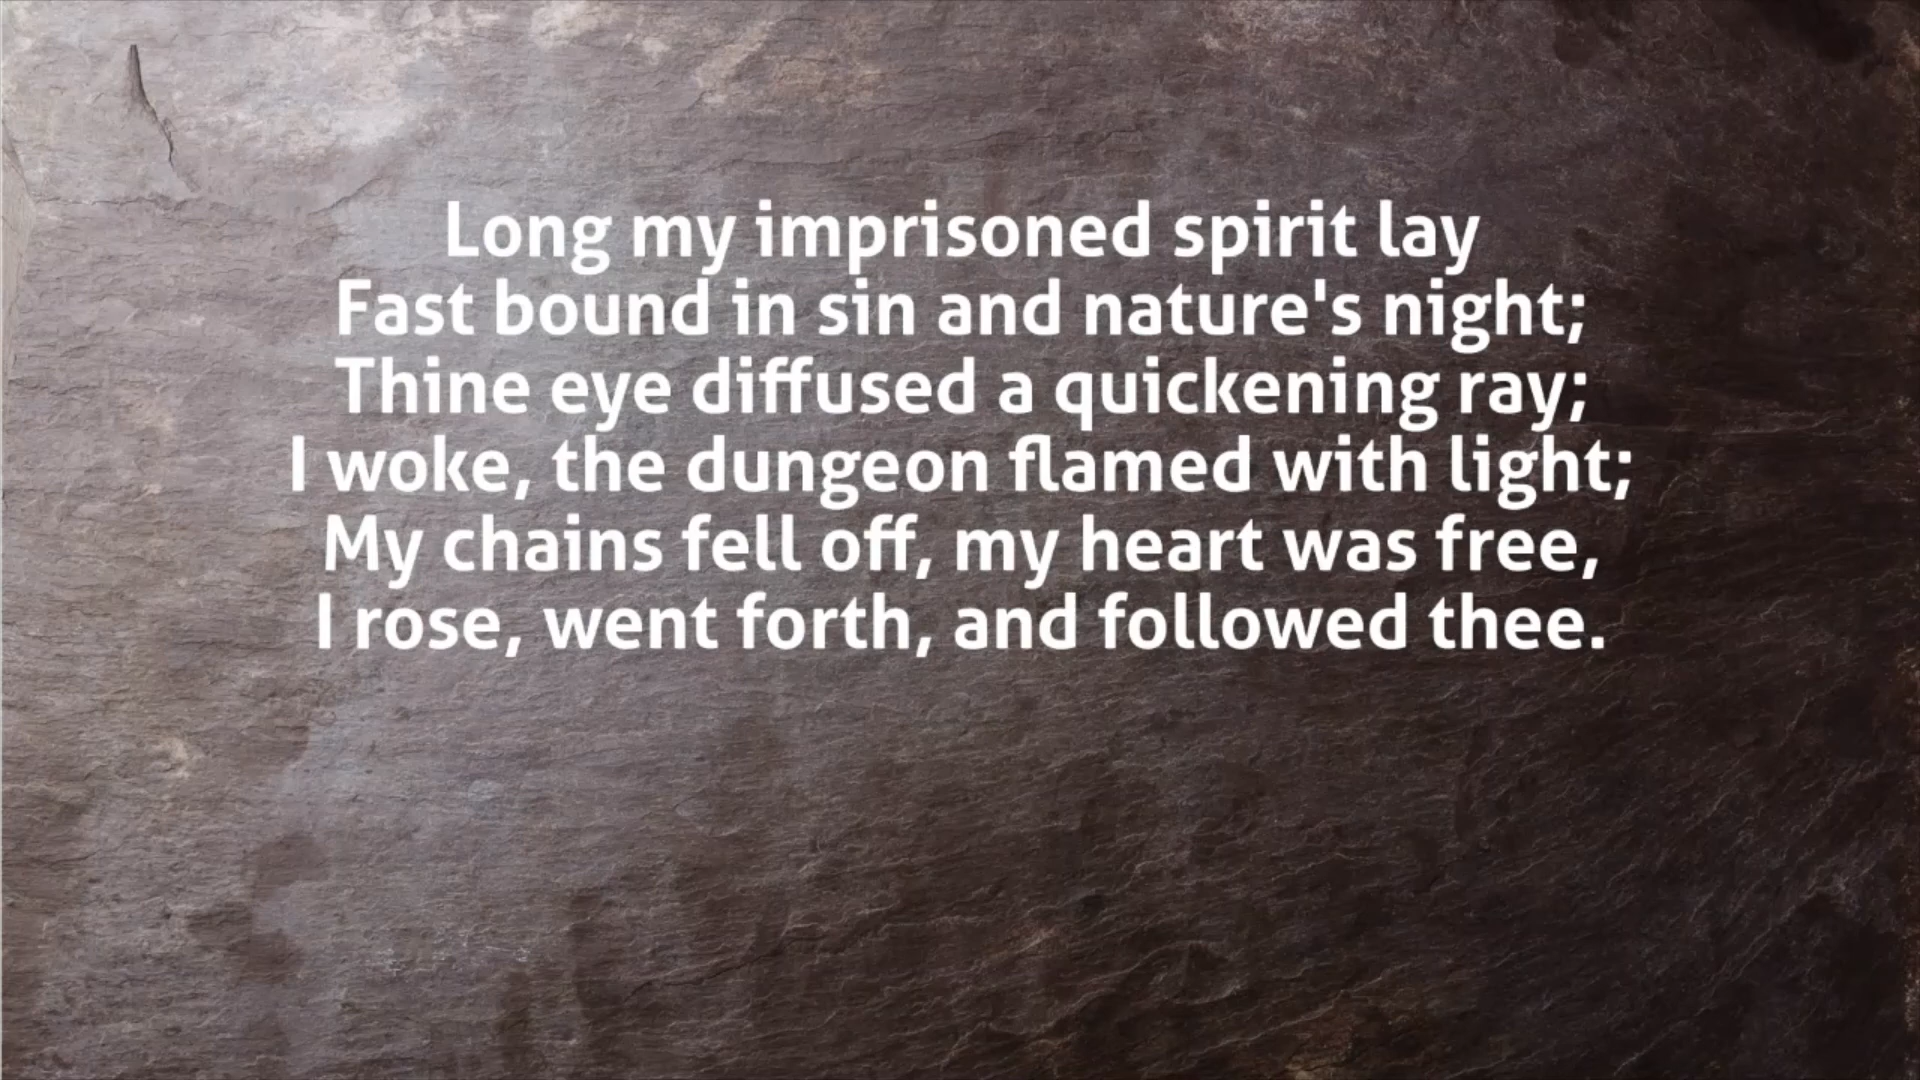 Long my imprisoned spirit lay
Fast bound in sin and nature's night;
Thine eye diffused a quickening ray;
I woke, the dungeon flamed with light;
My chains fell off, my heart was free,
I rose, went forth, and followed thee.